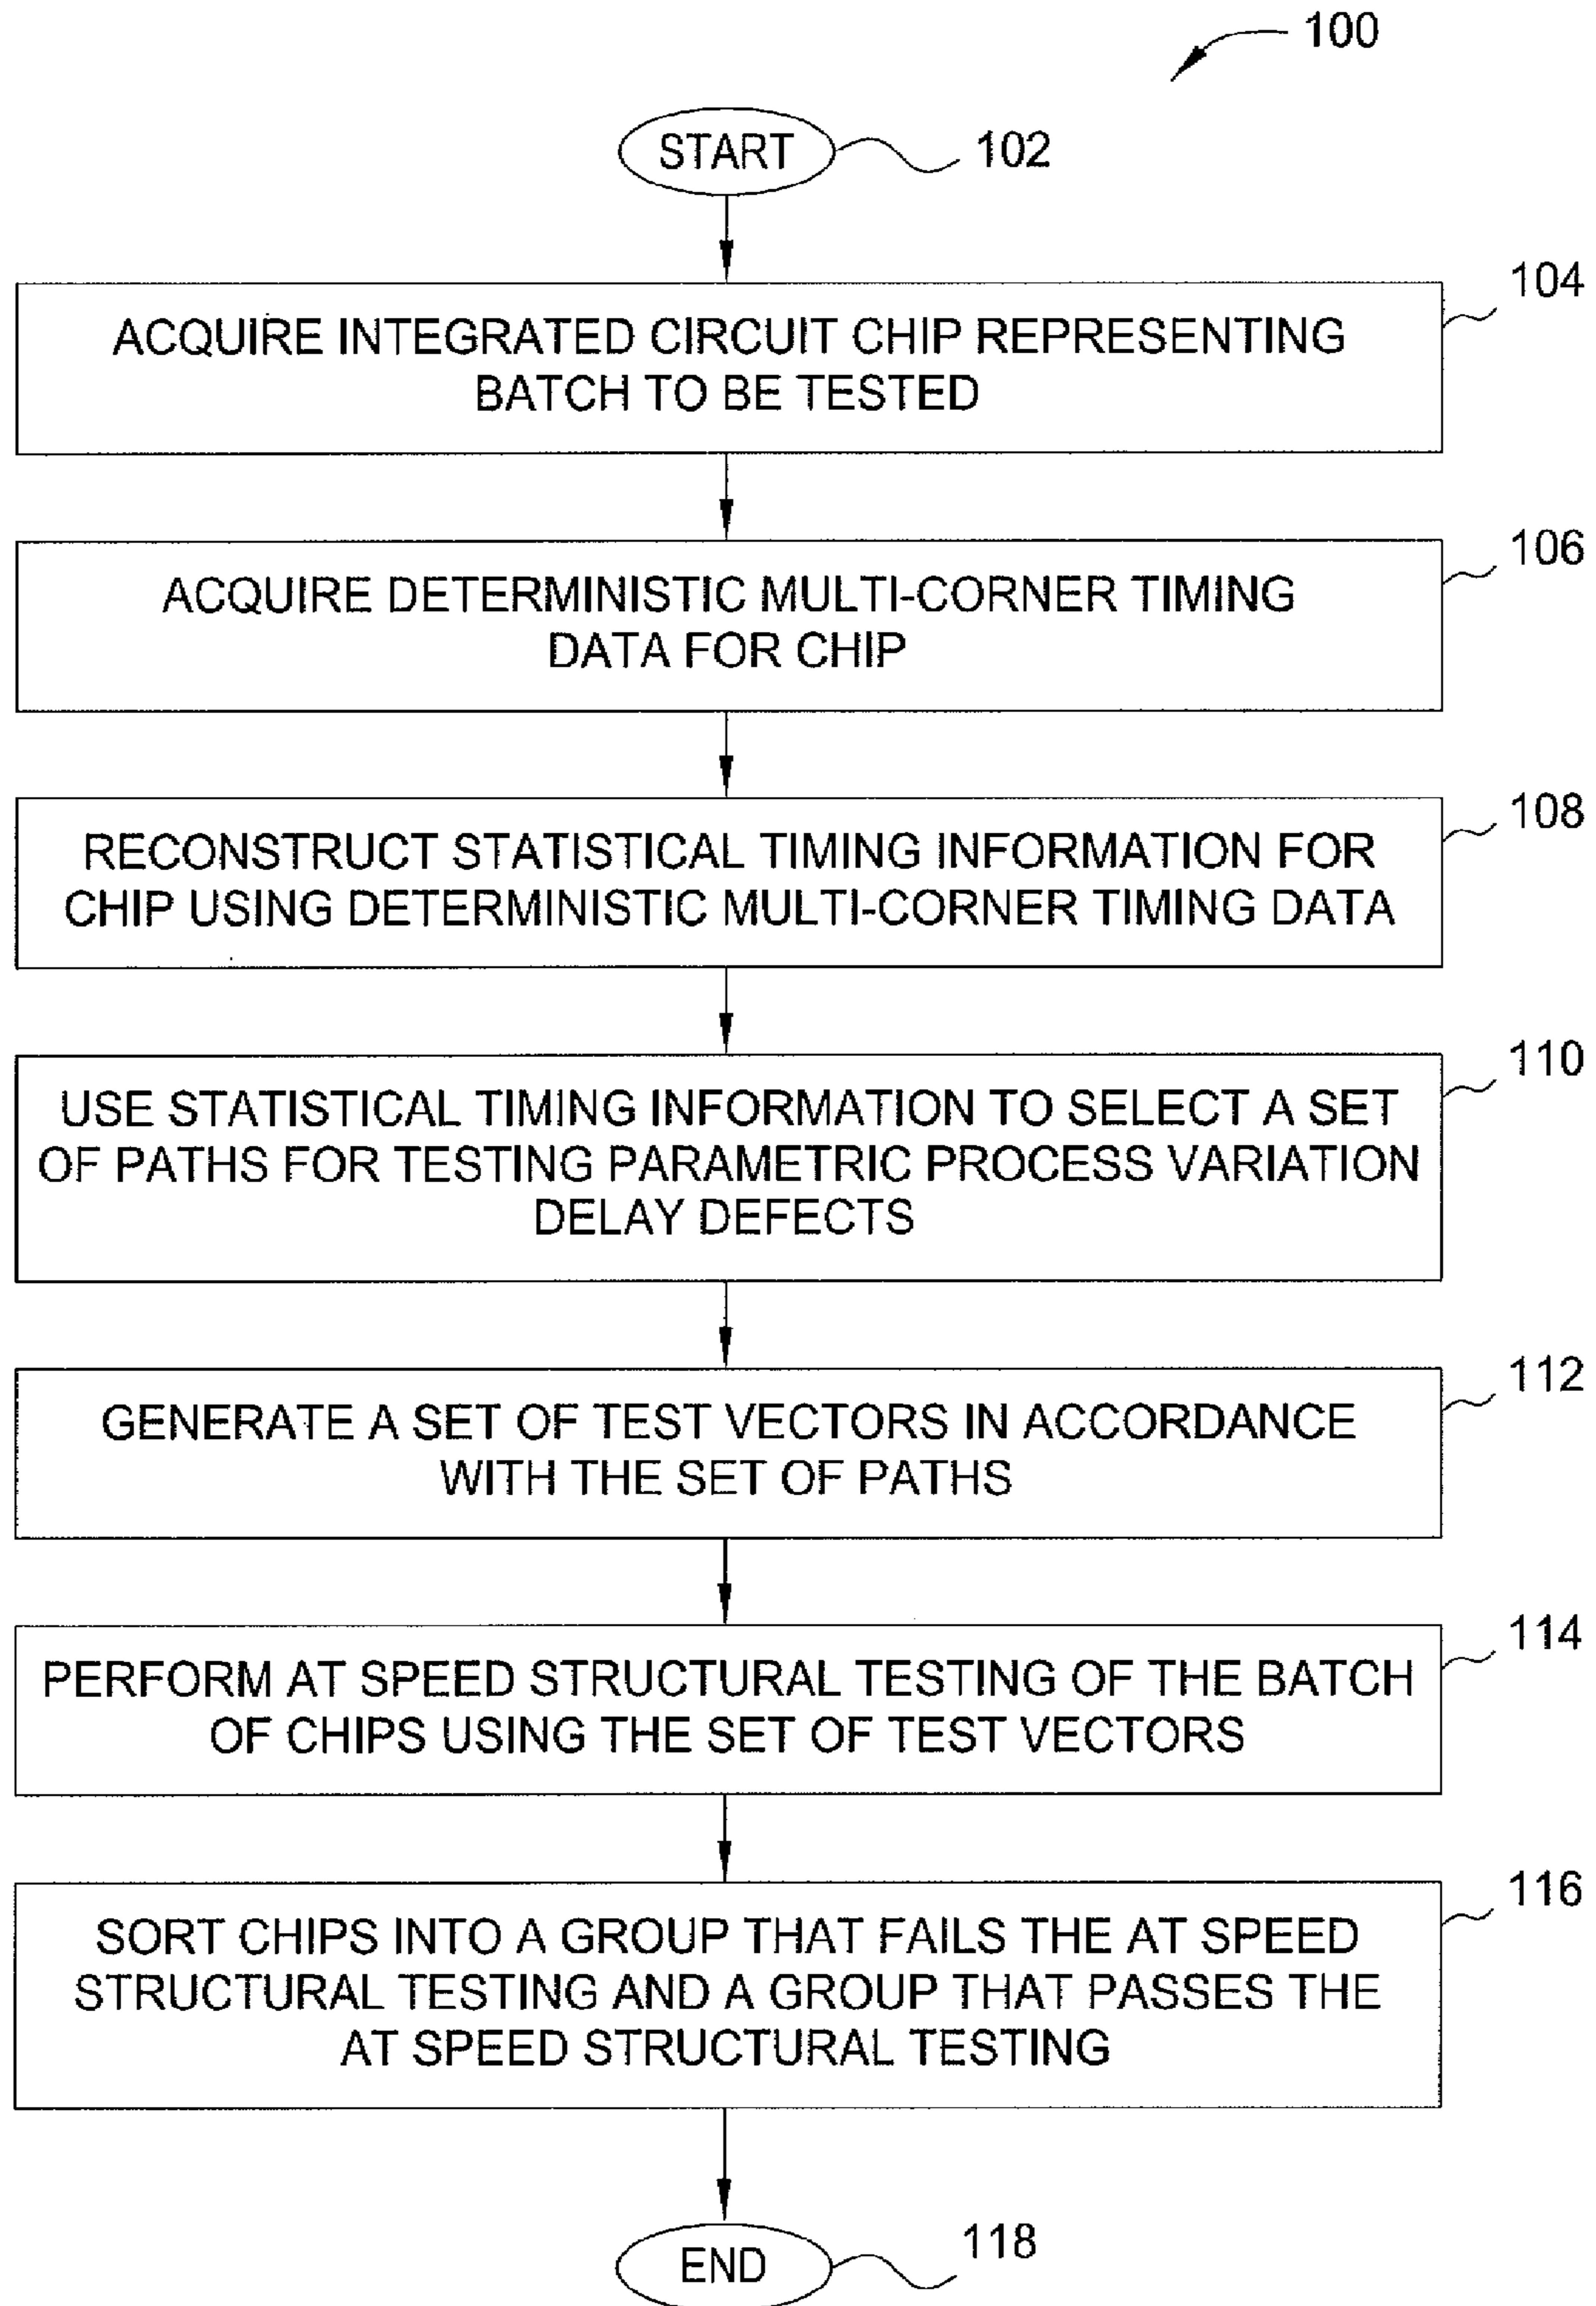 100
START
102
104
ACQUIRE INTEGRATED CIRCUIT CHIP REPRESENTING
BATCH TO BE TESTED
106
ACQUIRE DETERMINISTIC MULTI-CORNER TIMING
DATA FOR CHIP
108
RECONSTRUCT STATISTICAL TIMING INFORMATION FOR
CHIP USING DETERMINISTIC MULTI-CORNER TIMING DATA
110
USE STATISTICAL TIMING INFORMATION TO SELECT A SET
OF PATHS FOR TESTING PARAMETRIC PROCESS VARIATION
DELAY DEFECTS
112
GENERATE A SET OF TEST VECTORS IN ACCORDANCE
WITH THE SET OF PATHS
114
PERFORM AT SPEED STRUCTURAL TESTING OF THE BATCH
OF CHIPS USING THE SET OF TEST VECTORS
116
SORT CHIPS INTO A GROUP THAT FAILS THE AT SPEED
STRUCTURAL TESTING AND A GROUP THAT PASSES THE
AT SPEED STRUCTURAL TESTING
END
118